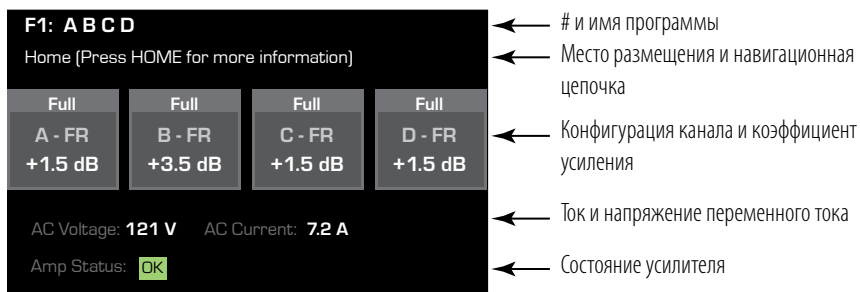 F1: A B C D
# и имя программы
Home (Press HOME for more information)
Место размещения и навигационная
цепочка
Full Full Full Full
A - FR B - FR C - FR D - FR
+1.5 dB +3.5 dB +1.5 dB +1.5 dB
Конфигурация канала и коэффициент
усиления
AC Voltage: 121 V AC Current: 7.2 A
Ток и напряжение переменного тока
Amp Status: OK
Состояние усилителя